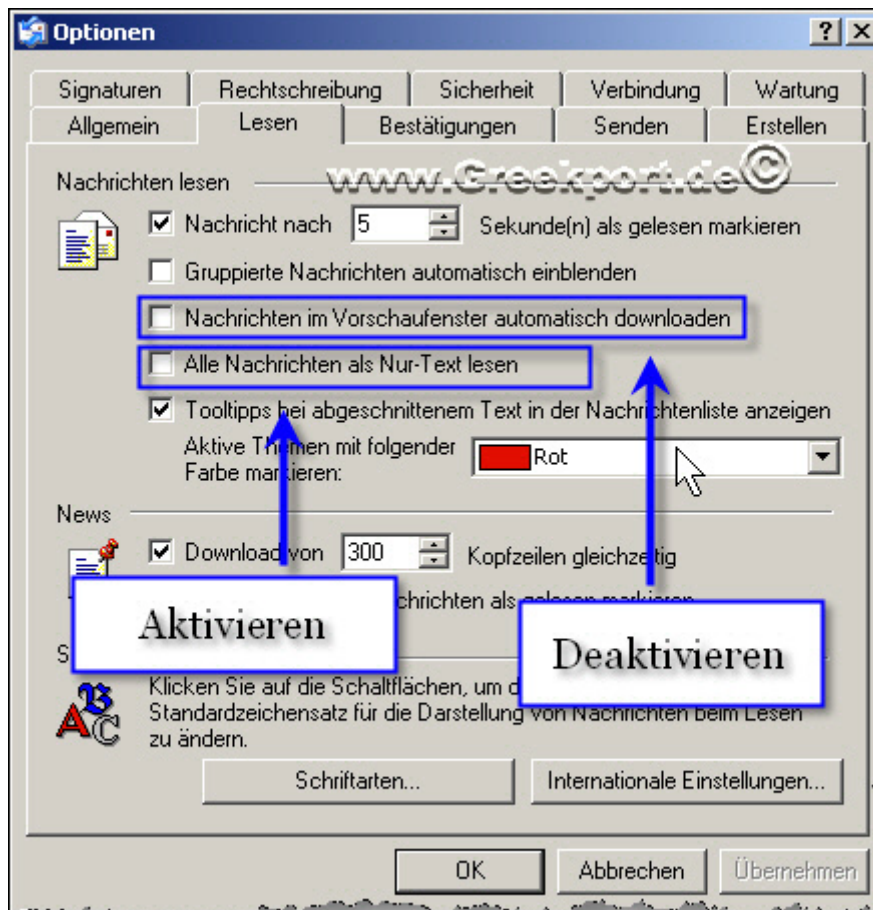 Optionen
Signaturen Rechtschreibung Sicherheit Verbindung Wartung
Allgemein Lesen Bestätigungen Senden Erstellen
www.Greekport.de©
Nachrichten lesen
Nachricht nach 5 Sekunde(n) als gelesen markieren
Gruppierte Nachrichten automatisch einblenden
Nachrichten im Vorschaufenster automatisch downloaden
Alle Nachrichten als Nur-Text lesen
Tooltipps bei abgeschnittenem Text in der Nachrichtenliste anzeigen
Aktive Themen mit folgender
Farbe markieren:
Rot
News
Download von 300 Kopfzeilen gleichzeitig
als gelesen markieren
Aktivieren
Deaktivieren
Klicken Sie auf die Schaltflächen, um
Standardzeichensatz für die Darstellung von Nachrichten beim Lesen
zu ändern.
Schriftarten... Internationale Einstellungen...
OK Abbrechen Übernehmen